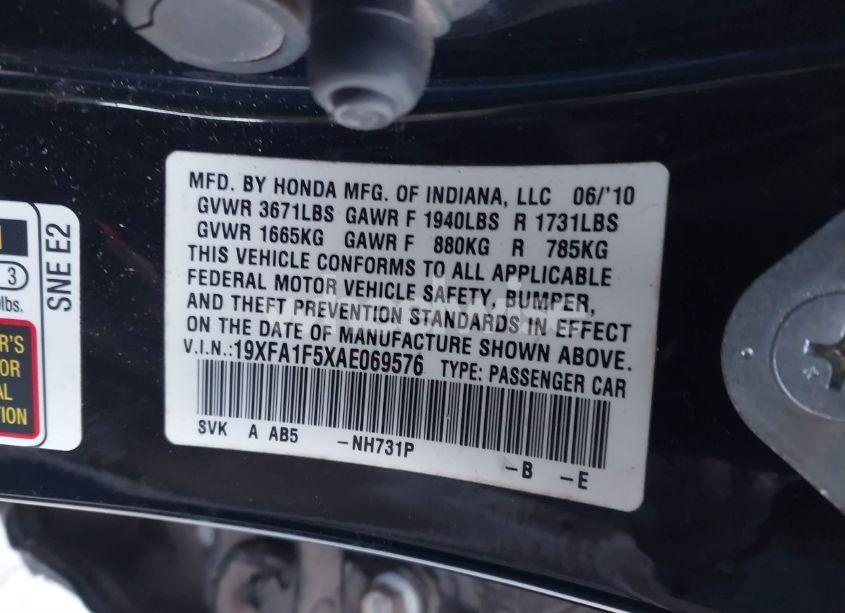 MFD. BY HONDA MFG. OF INDIANA, LLC 06/'10
GVWR 3671LBS GAWR F 1940LBS R 1731LBS
GVWR 1665KG GAWR F 880KG R 785KG
THIS VEHICLE CONFORMS TO ALL APPLICABLE
FEDERAL MOTOR VEHICLE SAFETY, BUMPER,
AND THEFT PREVENTION STANDARDS IN EFFECT
ON THE DATE OF MANUFACTURE SHOWN ABOVE.
V.I.N.:19XFA1F5XAE069576 TYPE: PASSENGER CAR
SVK A AB5 -NH731P -B -E
SNE E2
3
lbs.